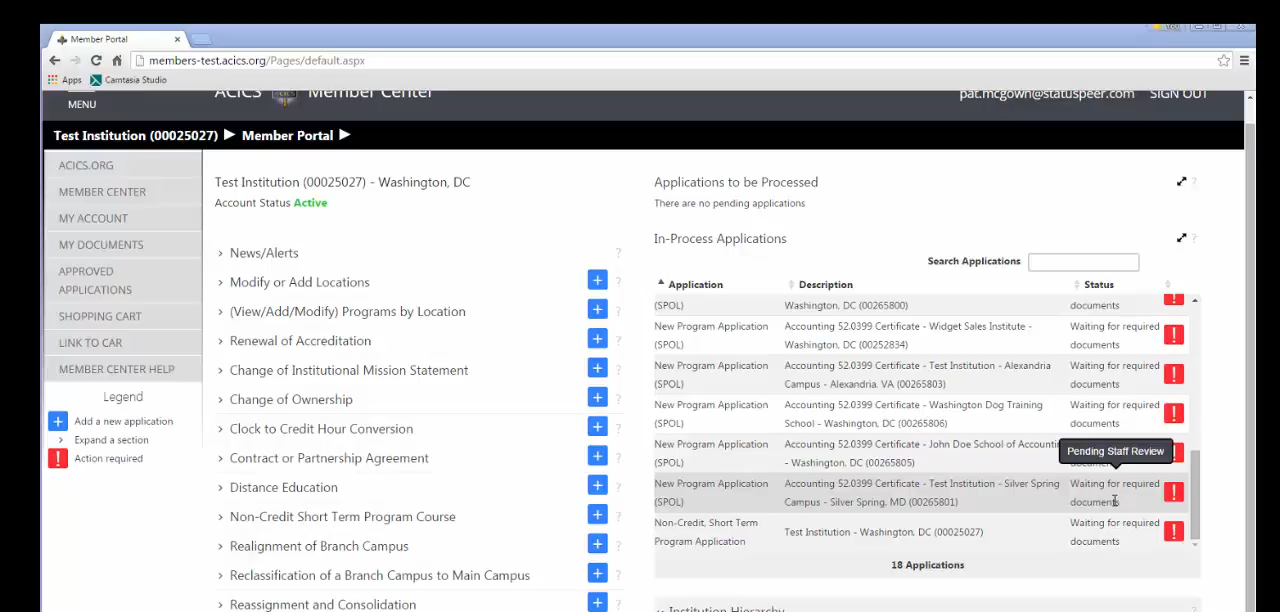 Member Portal
members-test.acics.org/Pages/default.aspx
Apps Camtasia Studio
MENU ACICS Member Center pat.mcgown@statuspeer.com SIGN OUT
Test Institution (00025027) Member Portal
ACICS.ORG
MEMBER CENTER
MY ACCOUNT
MY DOCUMENTS
APPROVED
APPLICATIONS
SHOPPING CART
LINK TO CAR
MEMBER CENTER HELP
Legend
+ Add a new application
› Expand a section
! Action required
Test Institution (00025027) - Washington, DC
Account Status Active
› News/Alerts ?
› Modify or Add Locations + ?
› (View/Add/Modify) Programs by Location + ?
› Renewal of Accreditation + ?
› Change of Institutional Mission Statement + ?
› Change of Ownership + ?
› Clock to Credit Hour Conversion + ?
› Contract or Partnership Agreement + ?
› Distance Education + ?
› Non-Credit Short Term Program Course + ?
› Realignment of Branch Campus + ?
› Reclassification of a Branch Campus to Main Campus + ?
› Reassignment and Consolidation + ?
Applications to be Processed ?
There are no pending applications
In-Process Applications ?
Search Applications
Application Description Status
(SPOL) Washington, DC (00265800) documents !
New Program Application Accounting 52.0399 Certificate - Widget Sales Institute - Waiting for required !
(SPOL) Washington, DC (00252834) documents
New Program Application Accounting 52.0399 Certificate - Test Institution - Alexandria Waiting for required !
(SPOL) Campus - Alexandria, VA (00265803) documents
New Program Application Accounting 52.0399 Certificate - Washington Dog Training Waiting for required !
(SPOL) School - Washington, DC (00265806) documents
New Program Application Accounting 52.0399 Certificate - John Doe School of Accounting
Pending Staff Review
(SPOL) - Washington, DC (00265805) documents
New Program Application Accounting 52.0399 Certificate - Test Institution - Silver Spring Waiting for required !
(SPOL) Campus - Silver Spring, MD (00265801) documents
Non-Credit, Short Term Test Institution - Washington, DC (00025027) Waiting for required !
Program Application documents
18 Applications
Institution Hierarchy